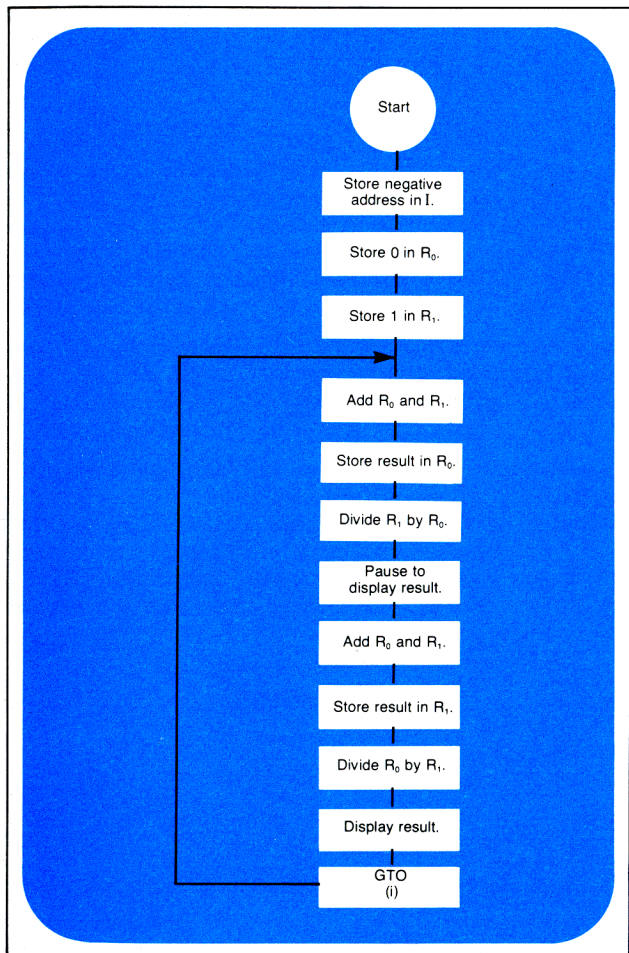 Start
Store negative
address in I.
Store 0 in R₀.
Store 1 in R₁.
Add R₀ and R₁.
Store result in R₀.
Divide R₁ by R₀.
Pause to
display result.
Add R₀ and R₁.
Store result in R₁.
Divide R₀ by R₁.
Display result.
GTO
(i)